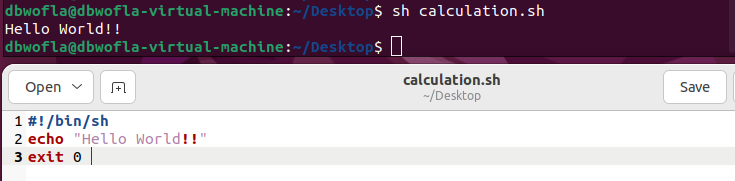 dbwofla@dbwofla-virtual-machine:~/Desktop$ sh calculation.sh
Hello World!!
dbwofla@dbwofla-virtual-machine:~/Desktop$
Open calculation.sh Save
~/Desktop
1 #!/bin/sh
2 echo "Hello World!!"
3 exit 0